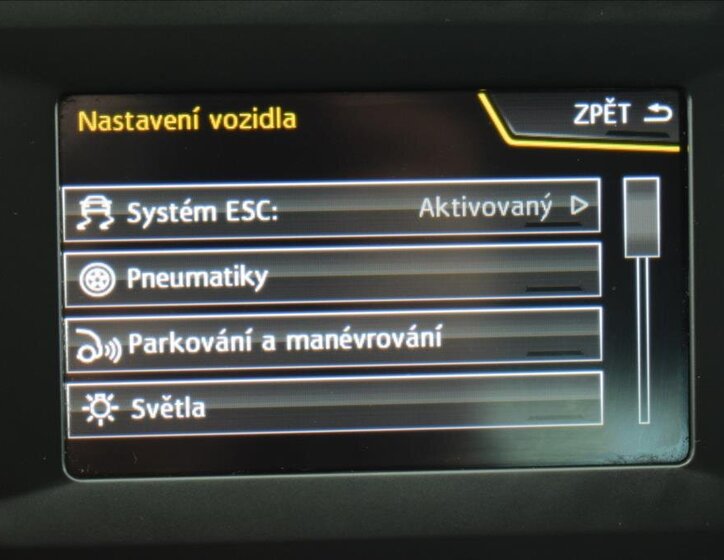 Nastavení vozidla
ZPĚT
Systém ESC: Aktivovaný
Pneumatiky
Parkování a manévrování
Světla